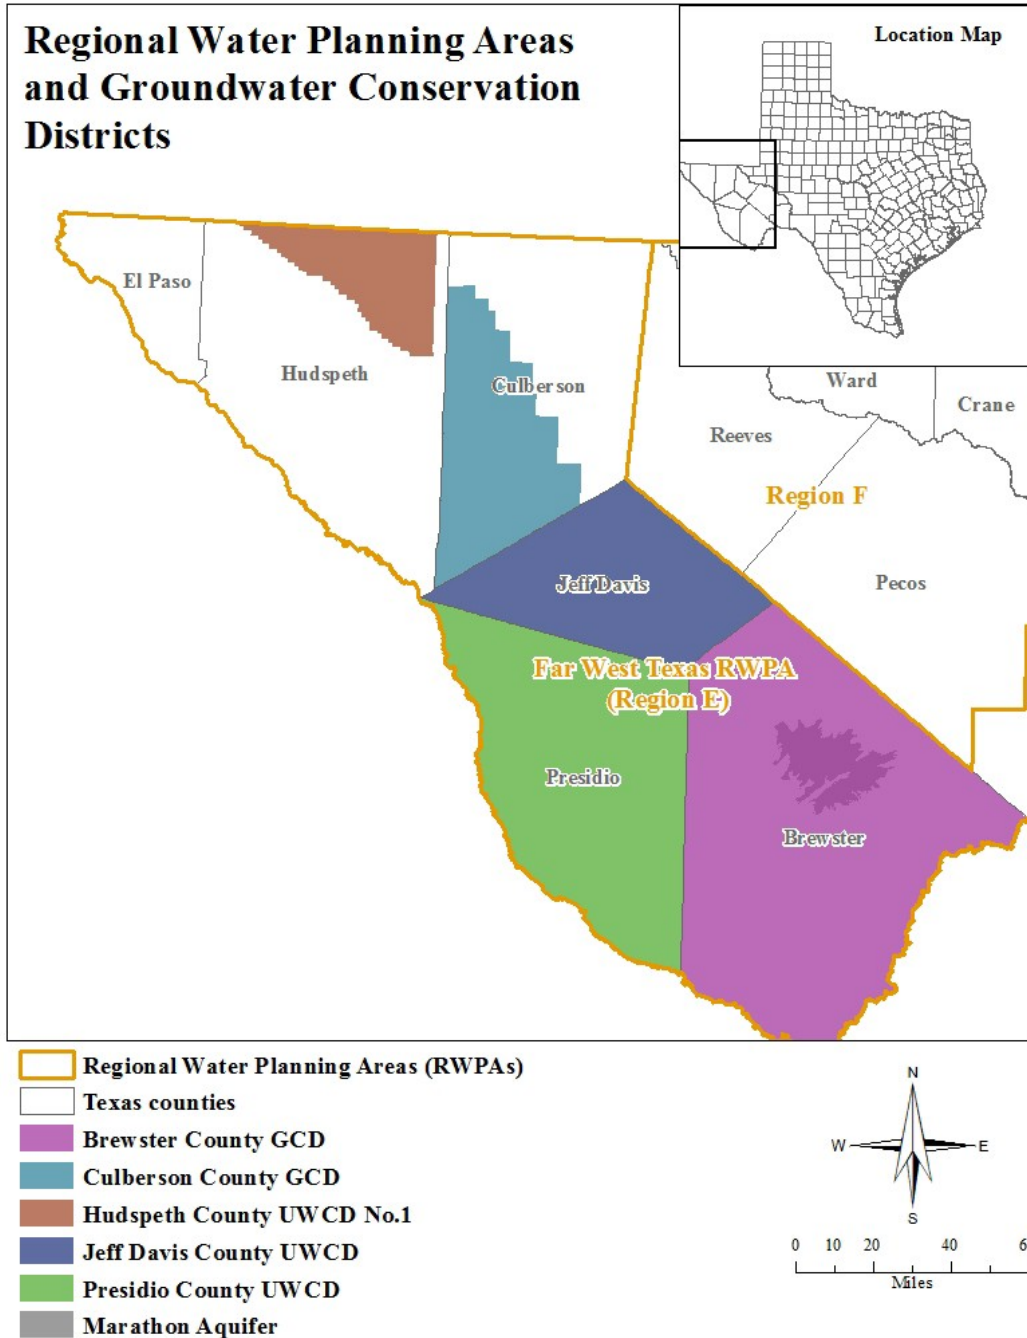 Regional Water Planning Areas
and Groundwater Conservation
Districts
Location Map
El Paso
Hudspeth
Culberson
Ward
Crane
Reeves
Region F
Jeff Davis
Pecos
Far West Texas RWPA
(Region E)
Presidio
Brewster
Regional Water Planning Areas (RWPAs)
Texas counties
Brewster County GCD
Culberson County GCD
Hudspeth County UWCD No.1
Jeff Davis County UWCD
Presidio County UWCD
Marathon Aquifer
N
W E
S
0 10 20 40 6
Miles